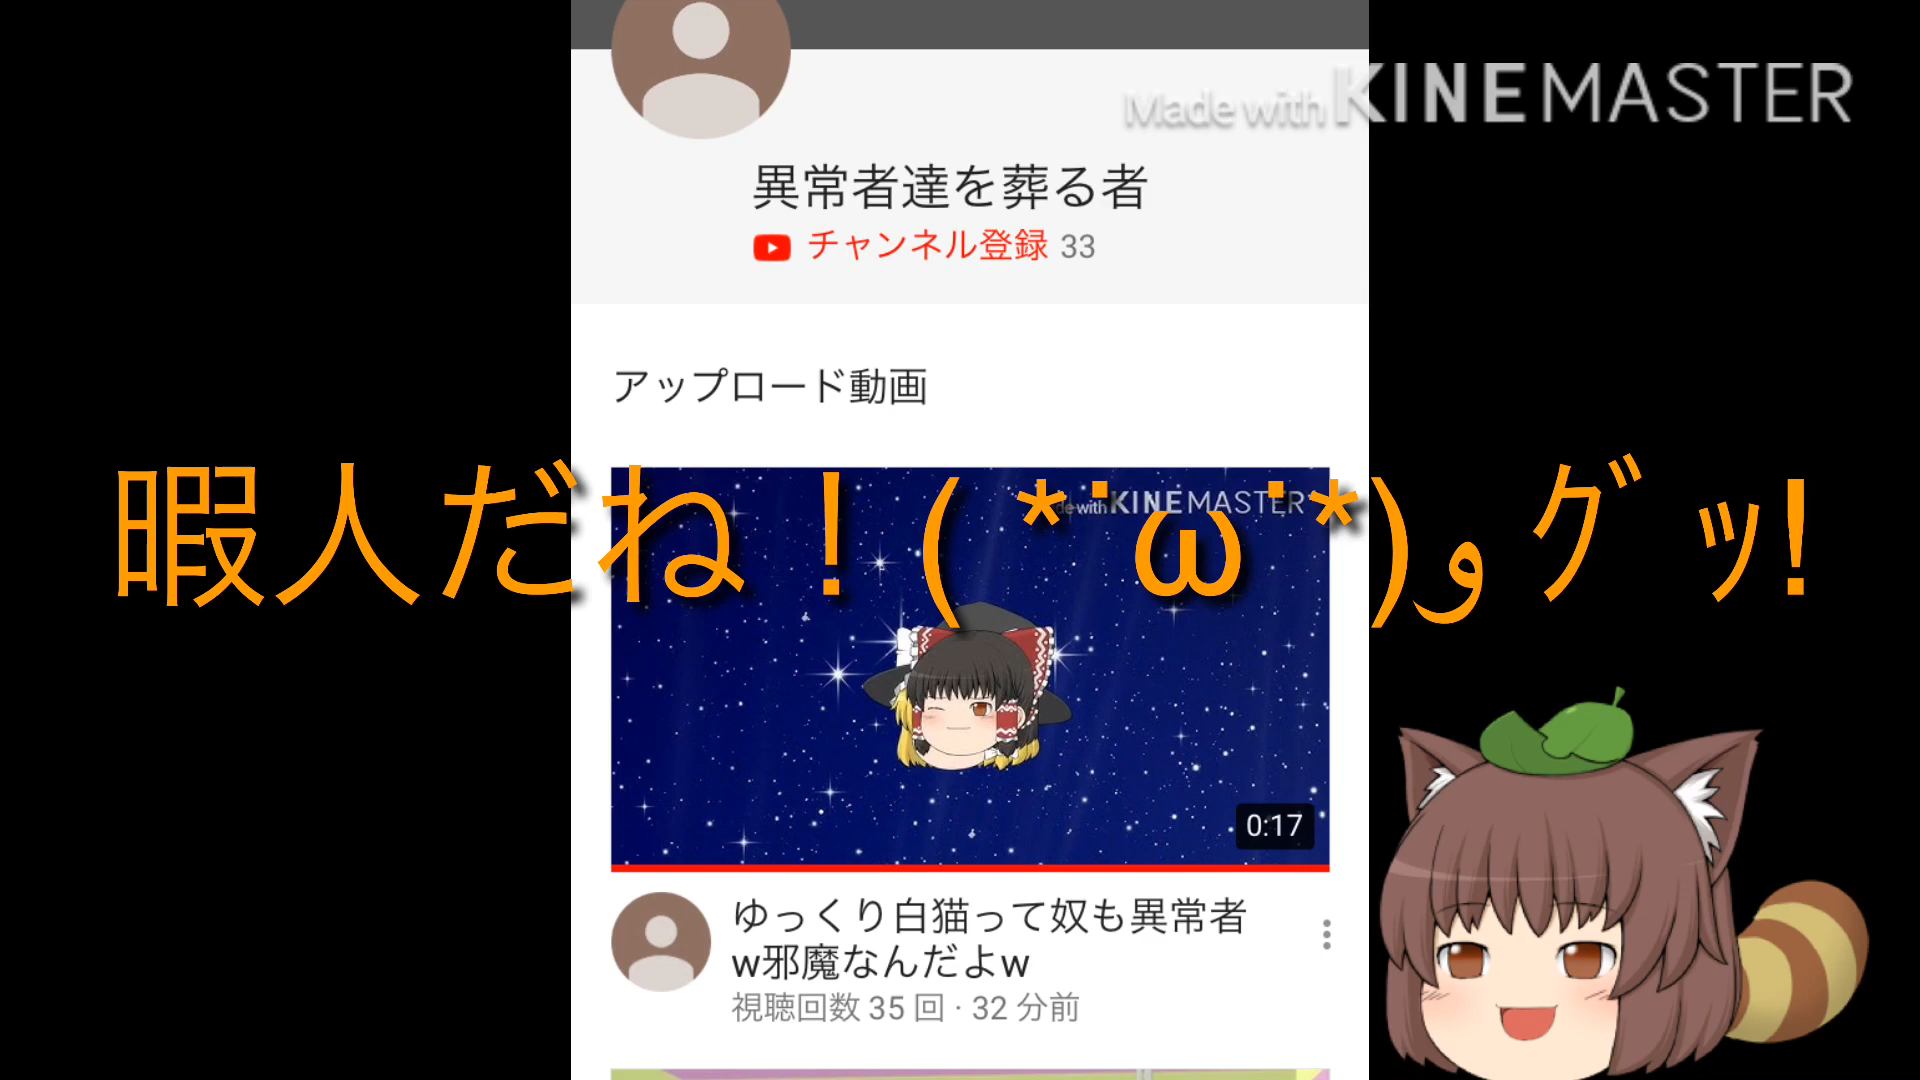 Made with KINEMASTER
異常者達を葬る者
チャンネル登録 33
アップロード動画
de with KINEMASTER
暇人だね！( *˙ω˙*)و ｸﾞｯ!
0:17
ゆっくり白猫って奴も異常者
w邪魔なんだよw
視聴回数 35 回 · 32 分前